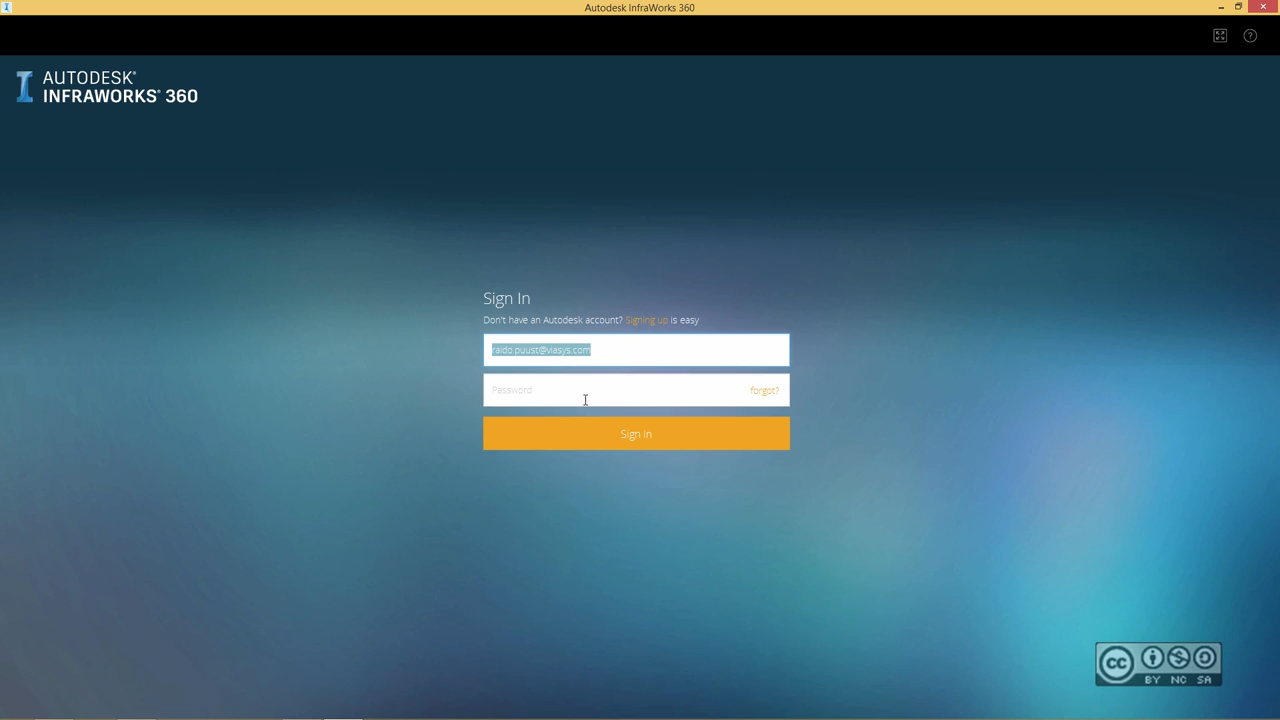 Autodesk InfraWorks 360
AUTODESK®
INFRAWORKS® 360
Sign In
Don't have an Autodesk account? Signing up is easy
raido.puust@viasys.com
Password forgot?
Sign In
cc
BY NC SA